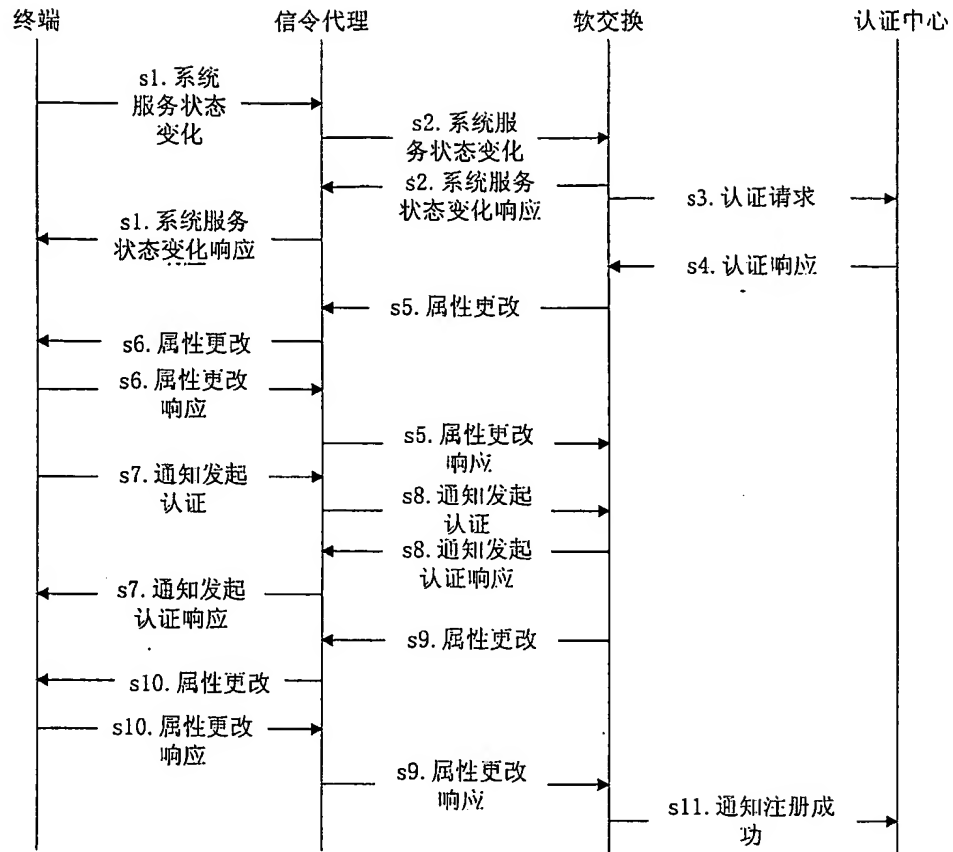 终端
信令代理
软交换
认证中心
s1.系统
服务状态
变化
s2.系统服
务状态变化
s2.系统服务
状态变化响应
s3.认证请求
s1.系统服务
状态变化响应
s4.认证响应
s5.属性更改
s6.属性更改
s6.属性更改
响应
s5.属性更改
响应
s7.通知发起
认证
s8.通知发起
认证
s8.通知发起
认证响应
s7.通知发起
认证响应
s9.属性更改
s10.属性更改
s10.属性更改
响应
s9.属性更改
响应
s11.通知注册成
功